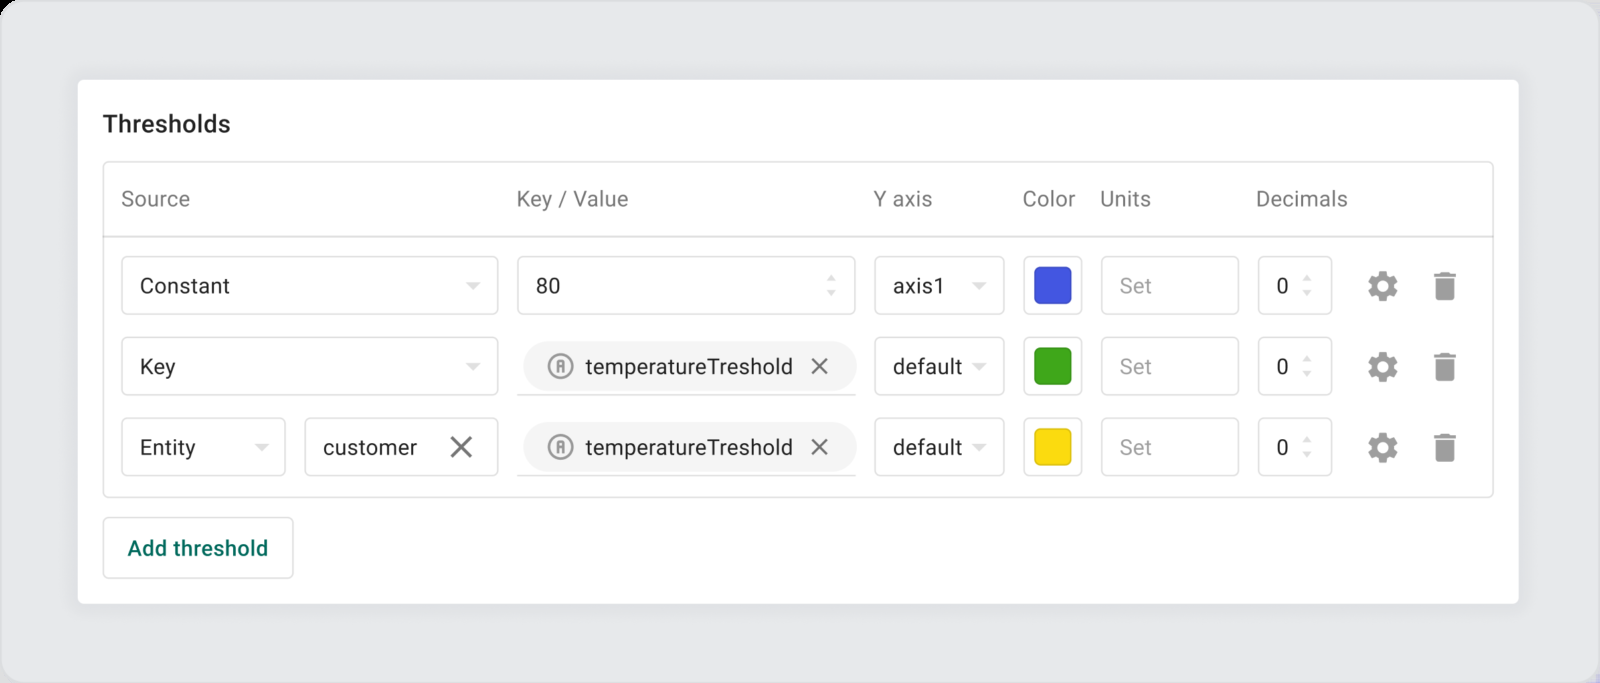 Thresholds
Source Key / Value Y axis Color Units Decimals
Constant 80 axis1 Set 0
Key temperatureTreshold default Set 0
Entity customer temperatureTreshold default Set 0
Add threshold